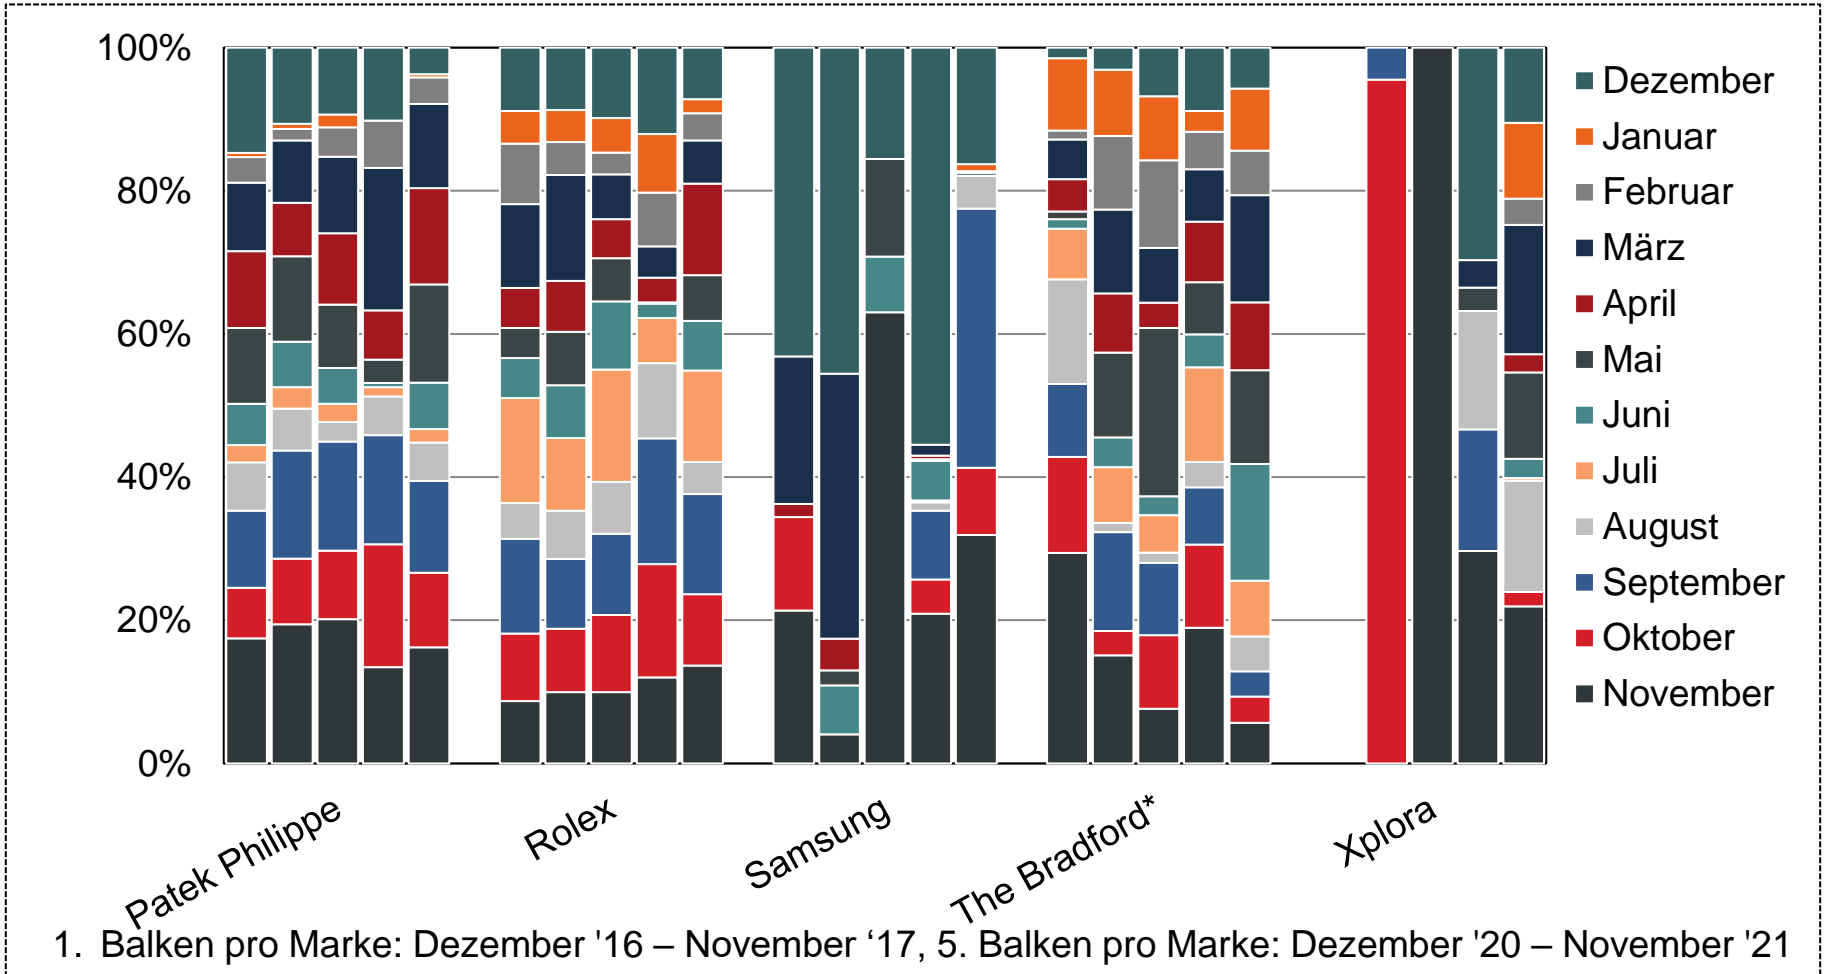 100%
80%
60%
40%
20%
0%
Dezember
Januar
Februar
März
April
Mai
Juni
Juli
August
September
Oktober
November
Patek Philippe
Rolex
Samsung
The Bradford*
Xplora
1. Balken pro Marke: Dezember '16 – November ‘17, 5. Balken pro Marke: Dezember '20 – November '21